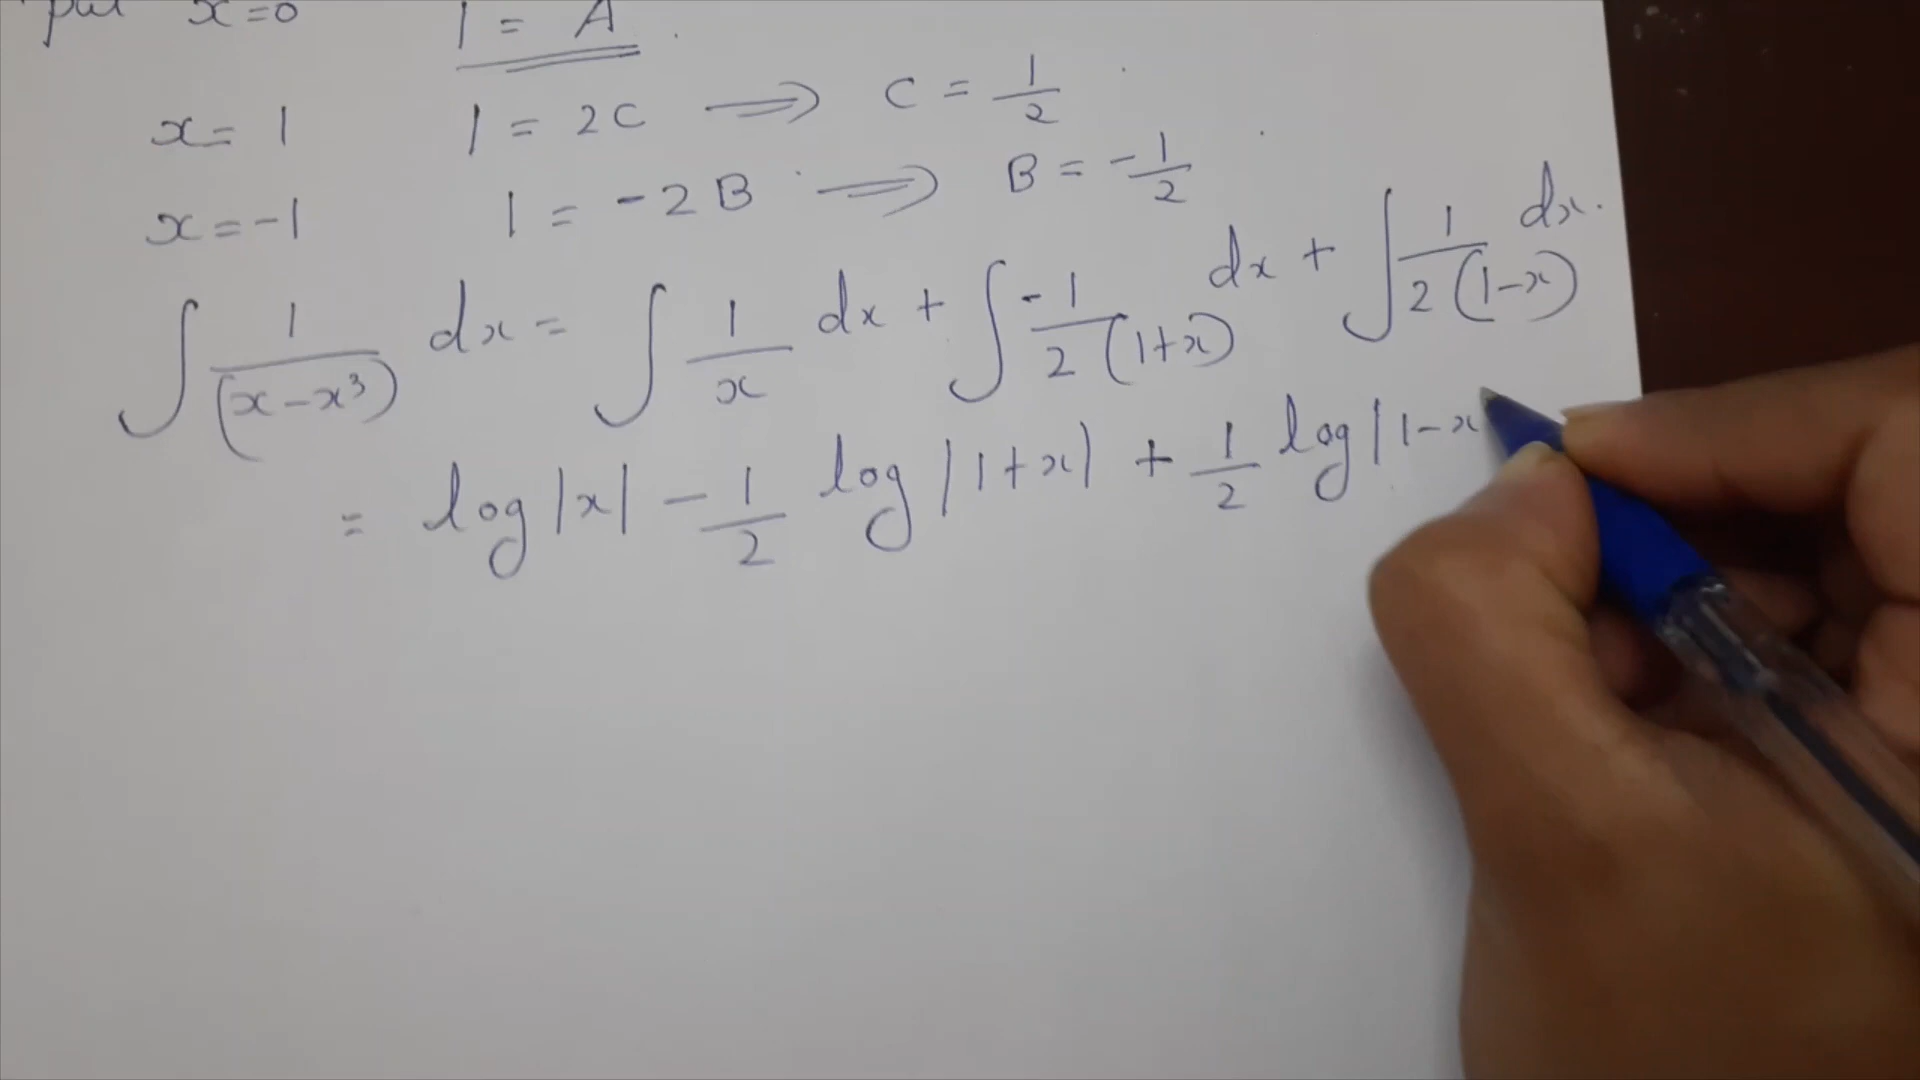 put x=0 1 = A
x = 1 1 = 2C ⟹ C = 1/2
x = -1 1 = -2B ⟹ B = -1/2
∫ 1/(x-x³) dx = ∫ 1/x dx + ∫ -1/2(1+x) dx + ∫ 1/2(1-x) dx.
= log|x| - 1/2 log|1+x| + 1/2 log|1-x